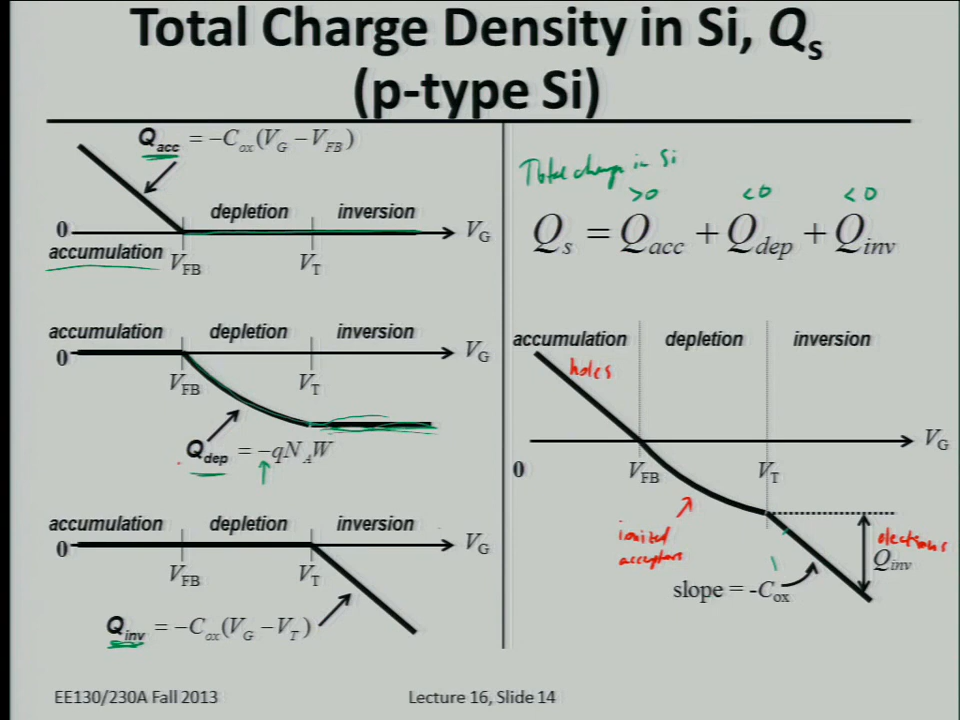 Total Charge Density in Si, Qs
(p-type Si)
Qacc = −Cox(VG − VFB)
depletion inversion
0
VG
accumulation VFB VT
accumulation depletion inversion
0
VG
VFB VT
Qdep = −qNAW
accumulation depletion inversion
0
VG
VFB VT
Qinv = −Cox(VG − VT)
Total charge in Si
>0 <0 <0
Qs = Qacc + Qdep + Qinv
accumulation depletion inversion
holes
VG
0 VFB VT
ionized
acceptors
electrons
Qinv
slope = -Cox
EE130/230A Fall 2013 Lecture 16, Slide 14